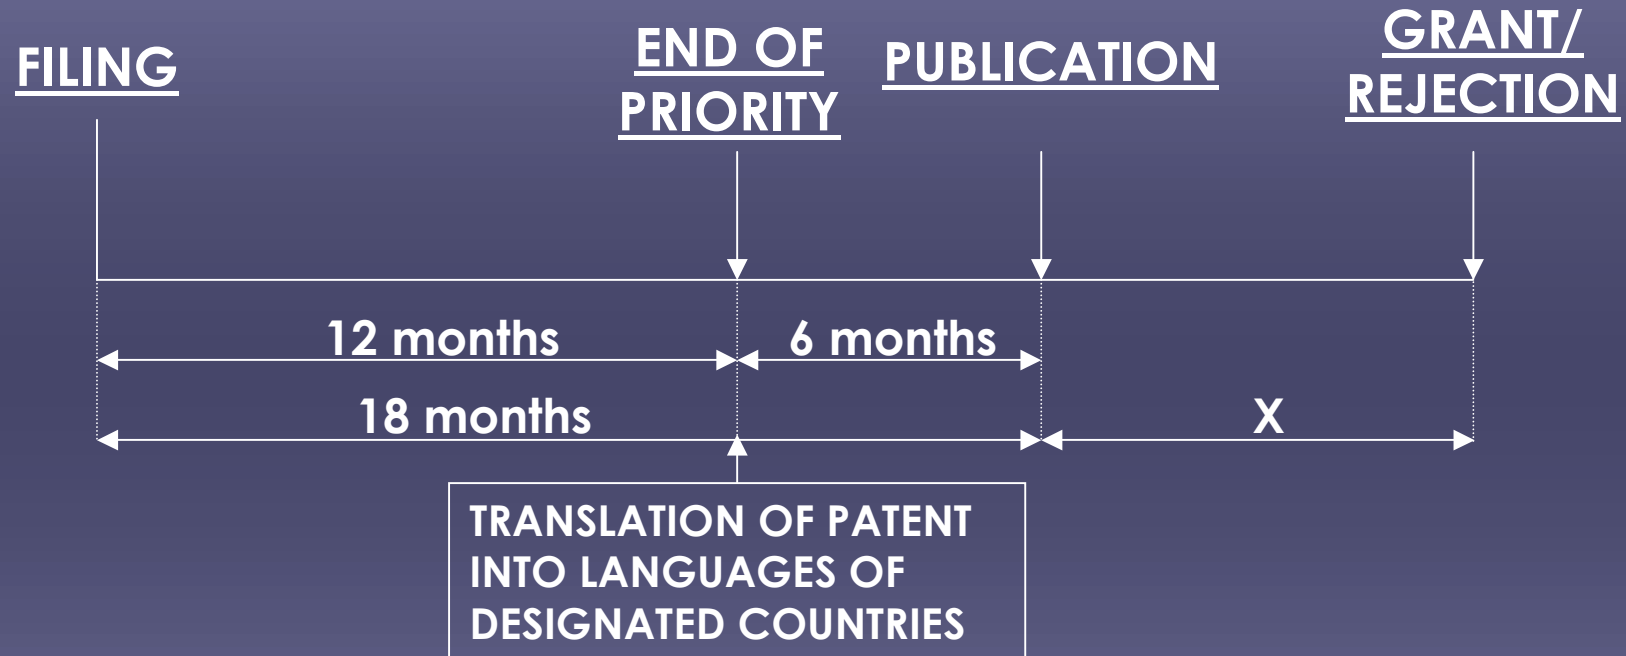 FILING
END OF
PRIORITY
PUBLICATION
GRANT/
REJECTION
12 months
6 months
18 months
X
TRANSLATION OF PATENT
INTO LANGUAGES OF
DESIGNATED COUNTRIES